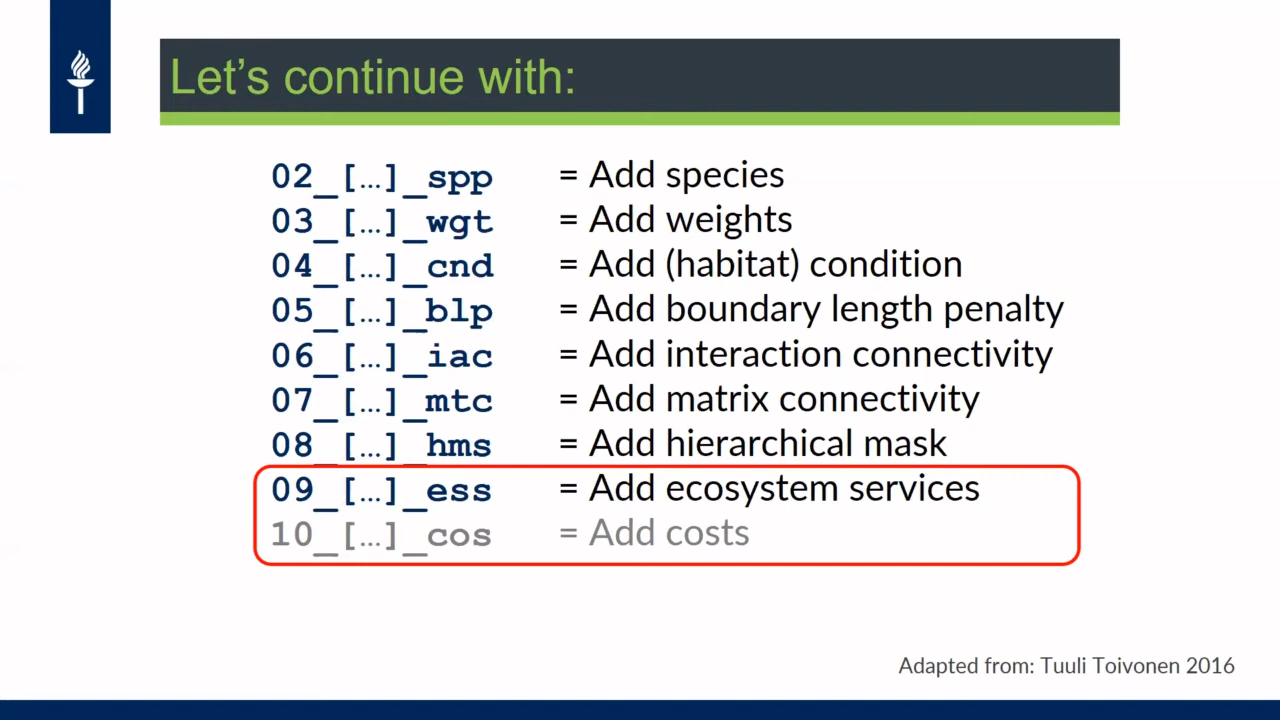 Let's continue with:
02_[…]_spp = Add species
03_[…]_wgt = Add weights
04_[…]_cnd = Add (habitat) condition
05_[…]_blp = Add boundary length penalty
06_[…]_iac = Add interaction connectivity
07_[…]_mtc = Add matrix connectivity
08_[…]_hms = Add hierarchical mask
09_[…]_ess = Add ecosystem services
10_[…]_cos = Add costs
Adapted from: Tuuli Toivonen 2016